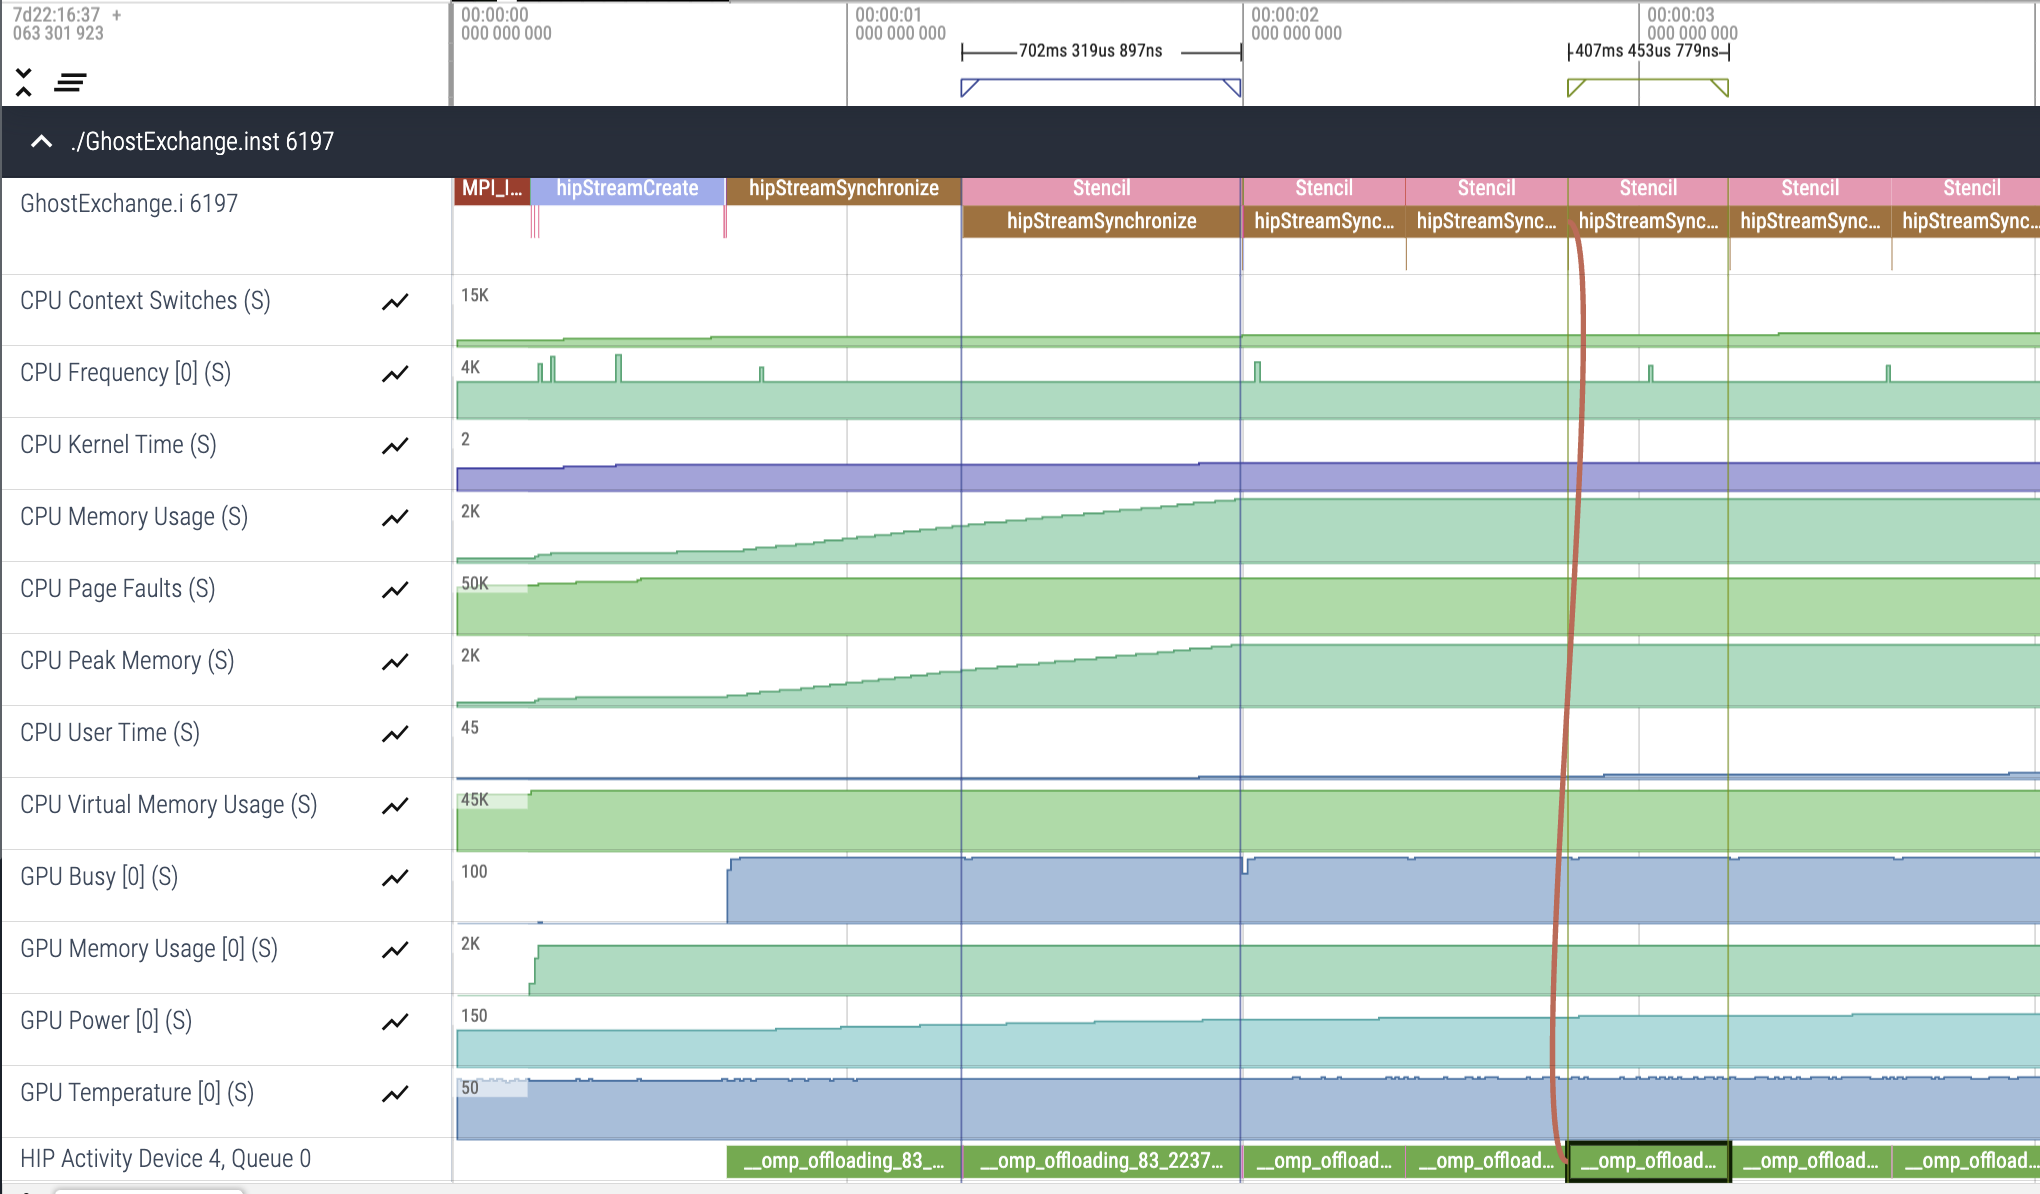 7d22:16:37 +
063 301 923
00:00:00
000 000 000
00:00:01
000 000 000
00:00:02
000 000 000
00:00:03
000 000 000
702ms 319us 897ns
407ms 453us 779ns
./GhostExchange.inst 6197
GhostExchange.i 6197
MPI_I... hipStreamCreate hipStreamSynchronize Stencil Stencil Stencil Stencil Stencil Stencil
hipStreamSynchronize hipStreamSync... hipStreamSync... hipStreamSync... hipStreamSync... hipStreamSync...
CPU Context Switches (S) 15K
CPU Frequency [0] (S) 4K
CPU Kernel Time (S) 2
CPU Memory Usage (S) 2K
CPU Page Faults (S) 50K
CPU Peak Memory (S) 2K
CPU User Time (S) 45
CPU Virtual Memory Usage (S) 45K
GPU Busy [0] (S) 100
GPU Memory Usage [0] (S) 2K
GPU Power [0] (S) 150
GPU Temperature [0] (S) 50
HIP Activity Device 4, Queue 0 __omp_offloading_83_... __omp_offloading_83_2237... __omp_offload... __omp_offload... __omp_offload... __omp_offload... __omp_offload...